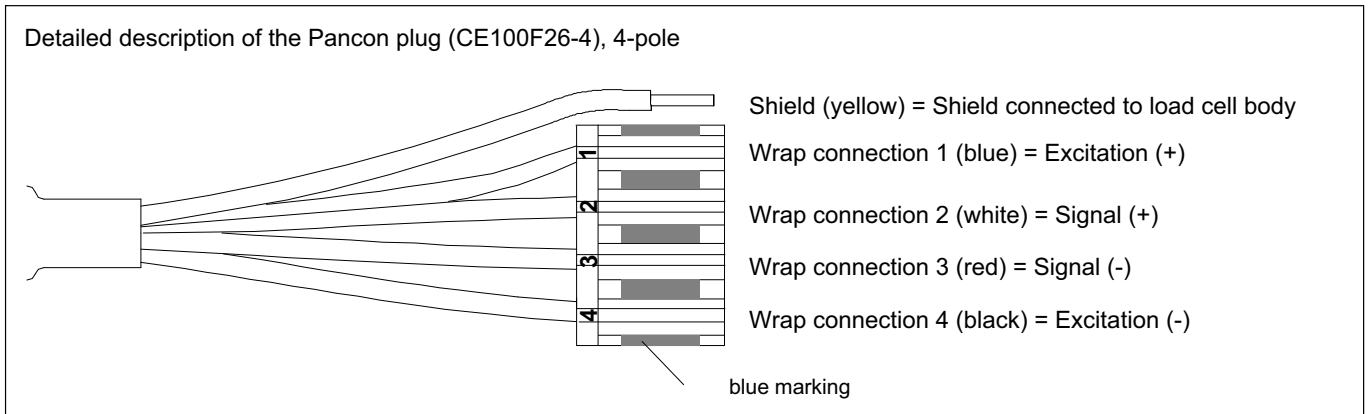 Detailed description of the Pancon plug (CE100F26-4), 4-pole
Shield (yellow) = Shield connected to load cell body
1
Wrap connection 1 (blue) = Excitation (+)
2
Wrap connection 2 (white) = Signal (+)
3
Wrap connection 3 (red) = Signal (-)
4
Wrap connection 4 (black) = Excitation (-)
blue marking